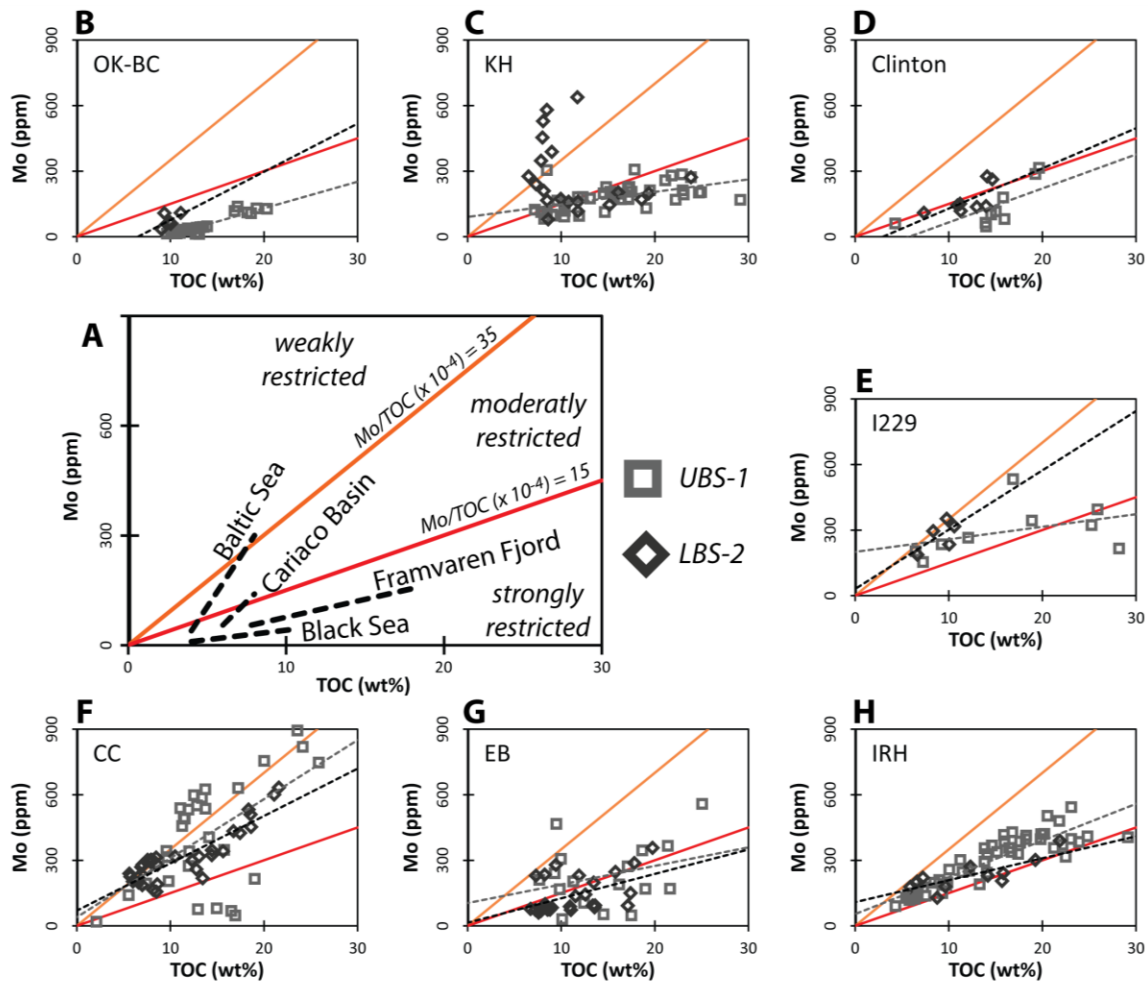 B
OK-BC
900
600
300
0
Mo (ppm)
0
10
20
30
TOC (wt%)
C
KH
900
600
300
0
Mo (ppm)
0
10
20
30
TOC (wt%)
D
Clinton
900
600
300
0
Mo (ppm)
0
10
20
30
TOC (wt%)
A
weakly
restricted
Mo/TOC (x 10⁻⁴) = 35
moderatly
restricted
Mo/TOC (x 10⁻⁴) = 15
Baltic Sea
Cariaco Basin
Framvaren Fjord
Black Sea
strongly
restricted
600
300
0
Mo (ppm)
0
10
20
30
TOC (wt%)
UBS-1
LBS-2
E
I229
900
600
300
0
Mo (ppm)
0
10
20
30
TOC (wt%)
F
CC
900
600
300
0
Mo (ppm)
0
10
20
30
TOC (wt%)
G
EB
900
600
300
0
Mo (ppm)
0
10
20
30
TOC (wt%)
H
IRH
900
600
300
0
Mo (ppm)
0
10
20
30
TOC (wt%)